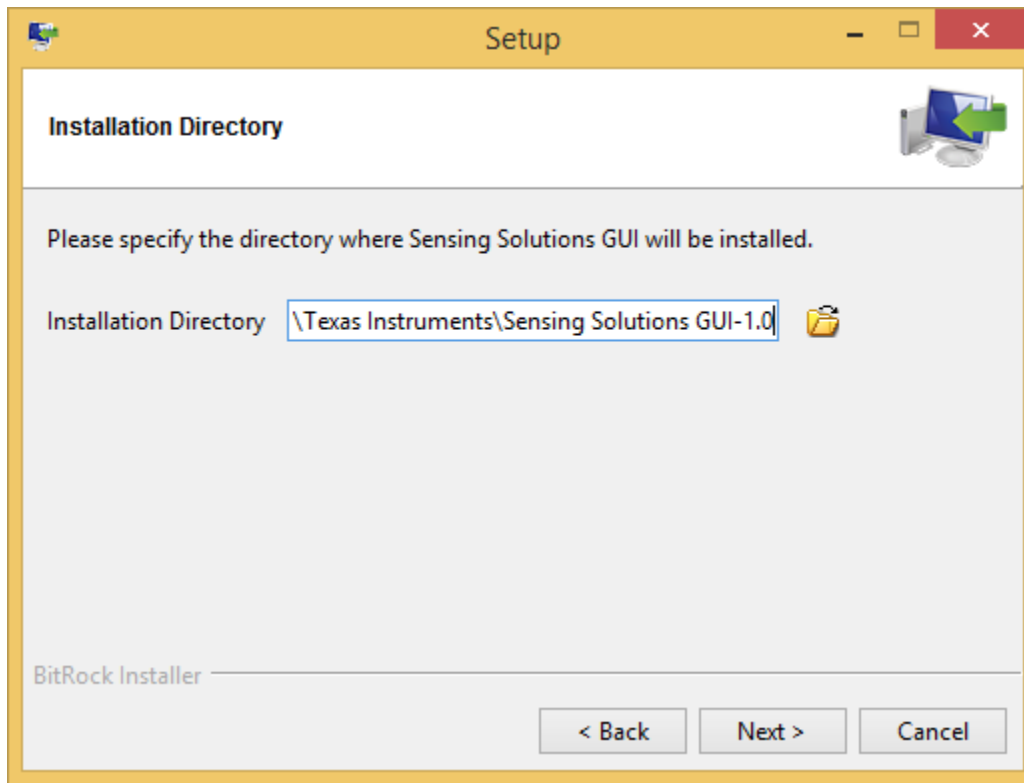 Setup
Installation Directory
Please specify the directory where Sensing Solutions GUI will be installed.
Installation Directory \Texas Instruments\Sensing Solutions GUI-1.0
BitRock Installer
< Back Next > Cancel